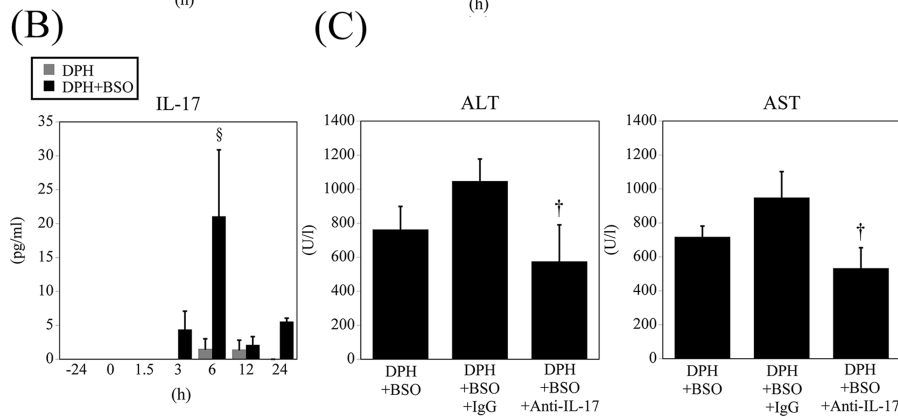 (h)
(h)
(B)
(C)
DPH
DPH+BSO
IL-17
ALT
AST
35
30
25
20
15
10
5
0
(pg/ml)
§
-24 0 1.5 3 6 12 24
(h)
1400
1200
1000
800
600
400
200
0
(U/l)
†
DPH
+BSO
DPH
+BSO
+IgG
DPH
+BSO
+Anti-IL-17
1400
1200
1000
800
600
400
200
0
(U/l)
†
DPH
+BSO
DPH
+BSO
+IgG
DPH
+BSO
+Anti-IL-17